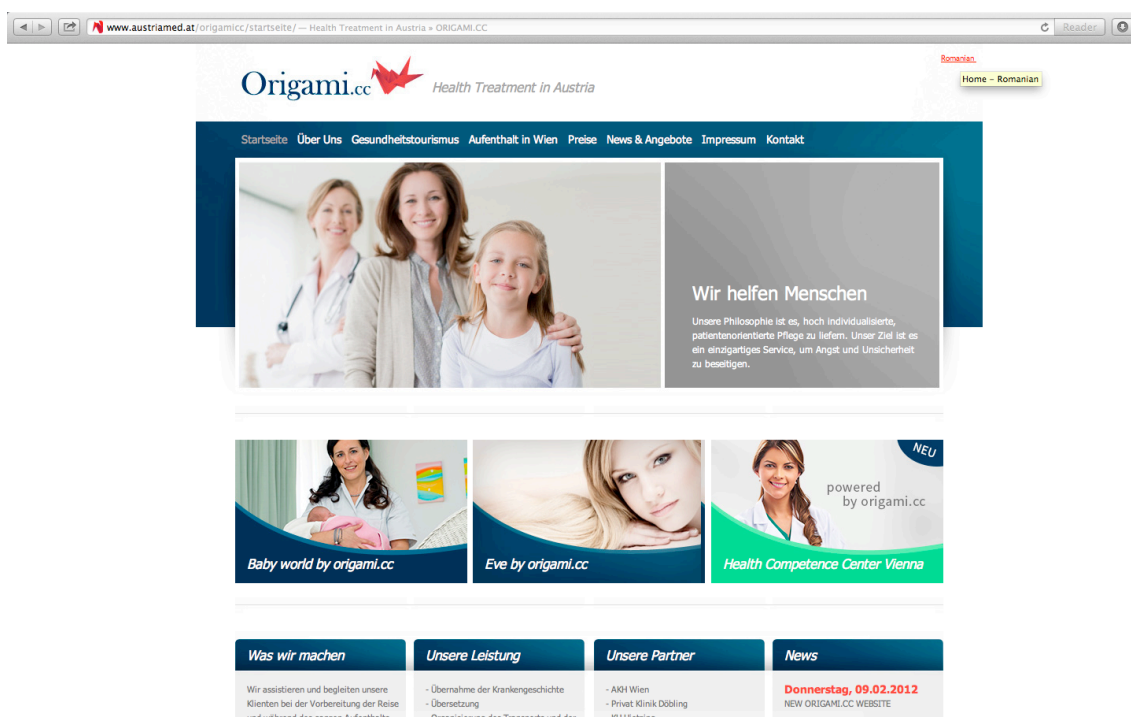 www.austriamed.at/origamicc/startseite/ — Health Treatment in Austria » ORIGAMI.CC
Reader
Romanian
Home – Romanian
Origami.cc
Health Treatment in Austria
Startseite Über Uns Gesundheitstourismus Aufenthalt in Wien Preise News & Angebote Impressum Kontakt
Wir helfen Menschen
Unsere Philosophie ist es, hoch individualisierte,
patientenorientierte Pflege zu liefern. Unser Ziel ist es
ein einzigartiges Service, um Angst und Unsicherheit
zu beseitigen.
Baby world by origami.cc
Eve by origami.cc
NEU
powered
by origami.cc
Health Competence Center Vienna
Was wir machen
Wir assistieren und begleiten unsere
Klienten bei der Vorbereitung der Reise
Unsere Leistung
- Übernahme der Krankengeschichte
- Übersetzung
Unsere Partner
- AKH Wien
- Privat Klinik Döbling
News
Donnerstag, 09.02.2012
NEW ORIGAMI.CC WEBSITE